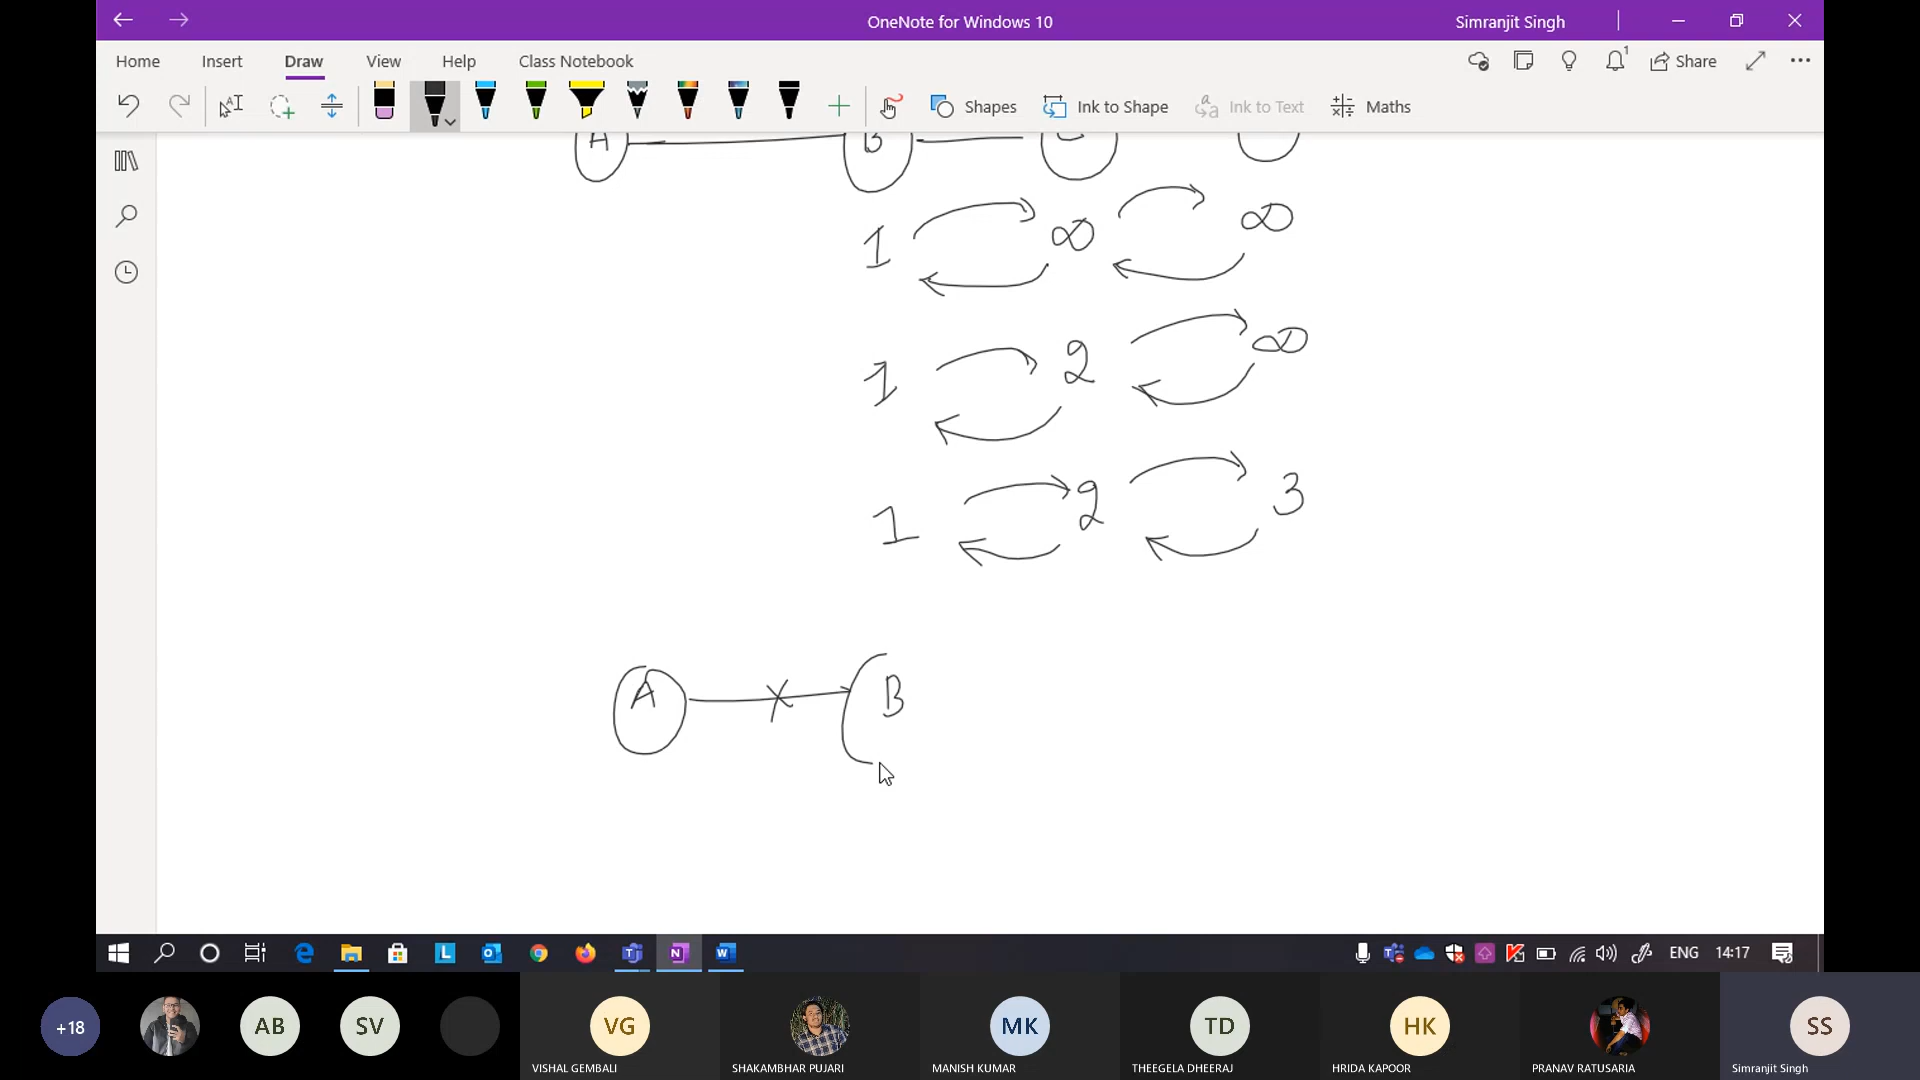 OneNote for Windows 10 Simranjit Singh
Home Insert Draw View Help Class Notebook Share
Shapes Ink to Shape Ink to Text Maths
A B C
1 ∞ ∞
1 2 ∞
1 2 3
A X B
ENG 14:17
+18 AB SV VG MK TD HK SS
VISHAL GEMBALI SHAKAMBHAR PUJARI MANISH KUMAR THEEGELA DHEERAJ HRIDA KAPOOR PRANAV RATUSARIA Simranjit Singh